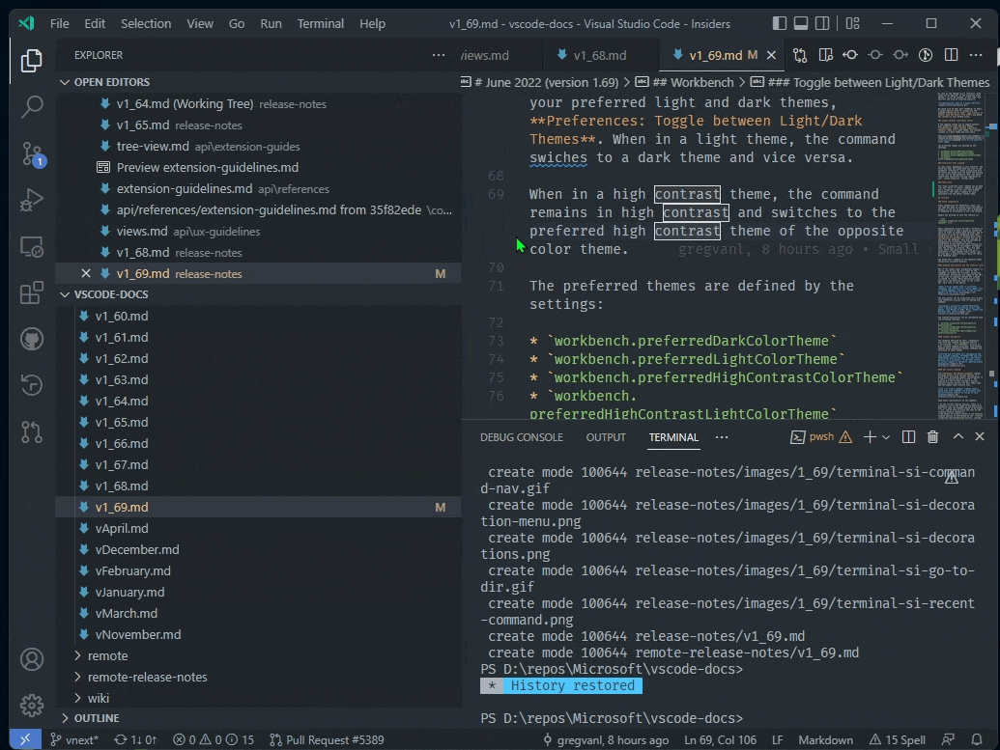 File Edit Selection View Go Run Terminal Help v1_69.md - vscode-docs - Visual Studio Code - Insiders
EXPLORER ···
OPEN EDITORS
v1_64.md (Working Tree) release-notes
v1_65.md release-notes
tree-view.md api\extension-guides
Preview extension-guidelines.md
extension-guidelines.md api\references
api/references/extension-guidelines.md from 35f82ede \co...
views.md api\ux-guidelines
v1_68.md release-notes
v1_69.md release-notes M
VSCODE-DOCS
v1_60.md
v1_61.md
v1_62.md
v1_63.md
v1_64.md
v1_65.md
v1_66.md
v1_67.md
v1_68.md
v1_69.md M
vApril.md
vDecember.md
vFebruary.md
vJanuary.md
vMarch.md
vNovember.md
remote
remote-release-notes
wiki
OUTLINE
1
views.md v1_68.md v1_69.md M
# June 2022 (version 1.69) > ## Workbench > ### Toggle between Light/Dark Themes
your preferred light and dark themes,
**Preferences: Toggle between Light/Dark
Themes**. When in a light theme, the command
swiches to a dark theme and vice versa.
68
69 When in a high contrast theme, the command
remains in high contrast and switches to the
preferred high contrast theme of the opposite
color theme. gregvanl, 8 hours ago • Small
70
71 The preferred themes are defined by the
settings:
72
73 * `workbench.preferredDarkColorTheme`
74 * `workbench.preferredLightColorTheme`
75 * `workbench.preferredHighContrastColorTheme`
76 * `workbench.
preferredHighContrastLightColorTheme`
DEBUG CONSOLE OUTPUT TERMINAL ··· pwsh
create mode 100644 release-notes/images/1_69/terminal-si-comman
d-nav.gif
create mode 100644 release-notes/images/1_69/terminal-si-decora
tion-menu.png
create mode 100644 release-notes/images/1_69/terminal-si-decora
tions.png
create mode 100644 release-notes/images/1_69/terminal-si-go-to-
dir.gif
create mode 100644 release-notes/images/1_69/terminal-si-recent
-command.png
create mode 100644 release-notes/v1_69.md
create mode 100644 remote-release-notes/v1_69.md
PS D:\repos\Microsoft\vscode-docs>
* History restored
PS D:\repos\Microsoft\vscode-docs>
vnext* 1↓ 0↑ 0 0 15 Pull Request #5389 gregvanl, 8 hours ago Ln 69, Col 106 LF Markdown 15 Spell